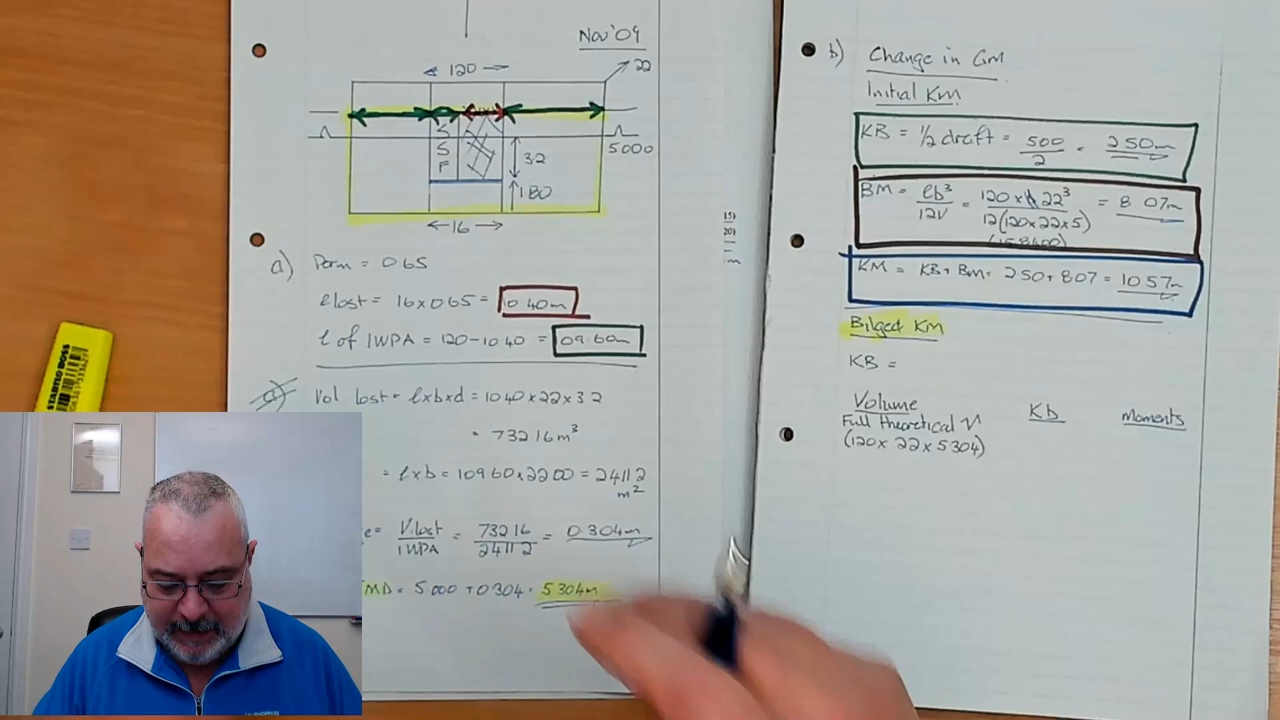 Nov '09
120
22
S
S
F
5000
32
180
16
a) Perm = 0 65
l lost = 16 x 0 65 = 10 40m
l of IWPA = 120 - 10 40 = 109.60m
Vol lost = l x b x d = 10 40 x 22 x 3 2
= 732 16 m³
= l x b = 109 60 x 22 00 = 2411 2
m²
= V. lost / IWPA = 732 16 / 2411 2 = 0 304m
MD = 5 000 + 0 304 = 5 304m
STABILO BOSS
b) Change in GM
Initial KM
KB = ½ draft = 5 00 / 2 = 2 50m
BM = lb³ / 12V = 120 x 22³ / 12(120 x 22 x 5) = 8 07m
KM = KB + BM = 2 50 + 8 07 = 10 57m
Bilged KM
KB =
Volume Kb Moments
Full theoretical V
(120 x 22 x 5 304)